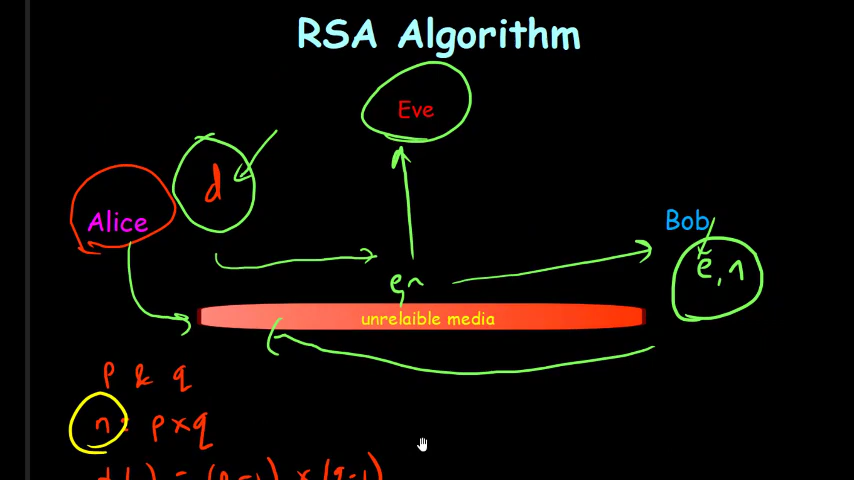 RSA Algorithm
Eve
d
Alice
Bob
e, n
e,n
unrelaible media
p & q
n = p × q